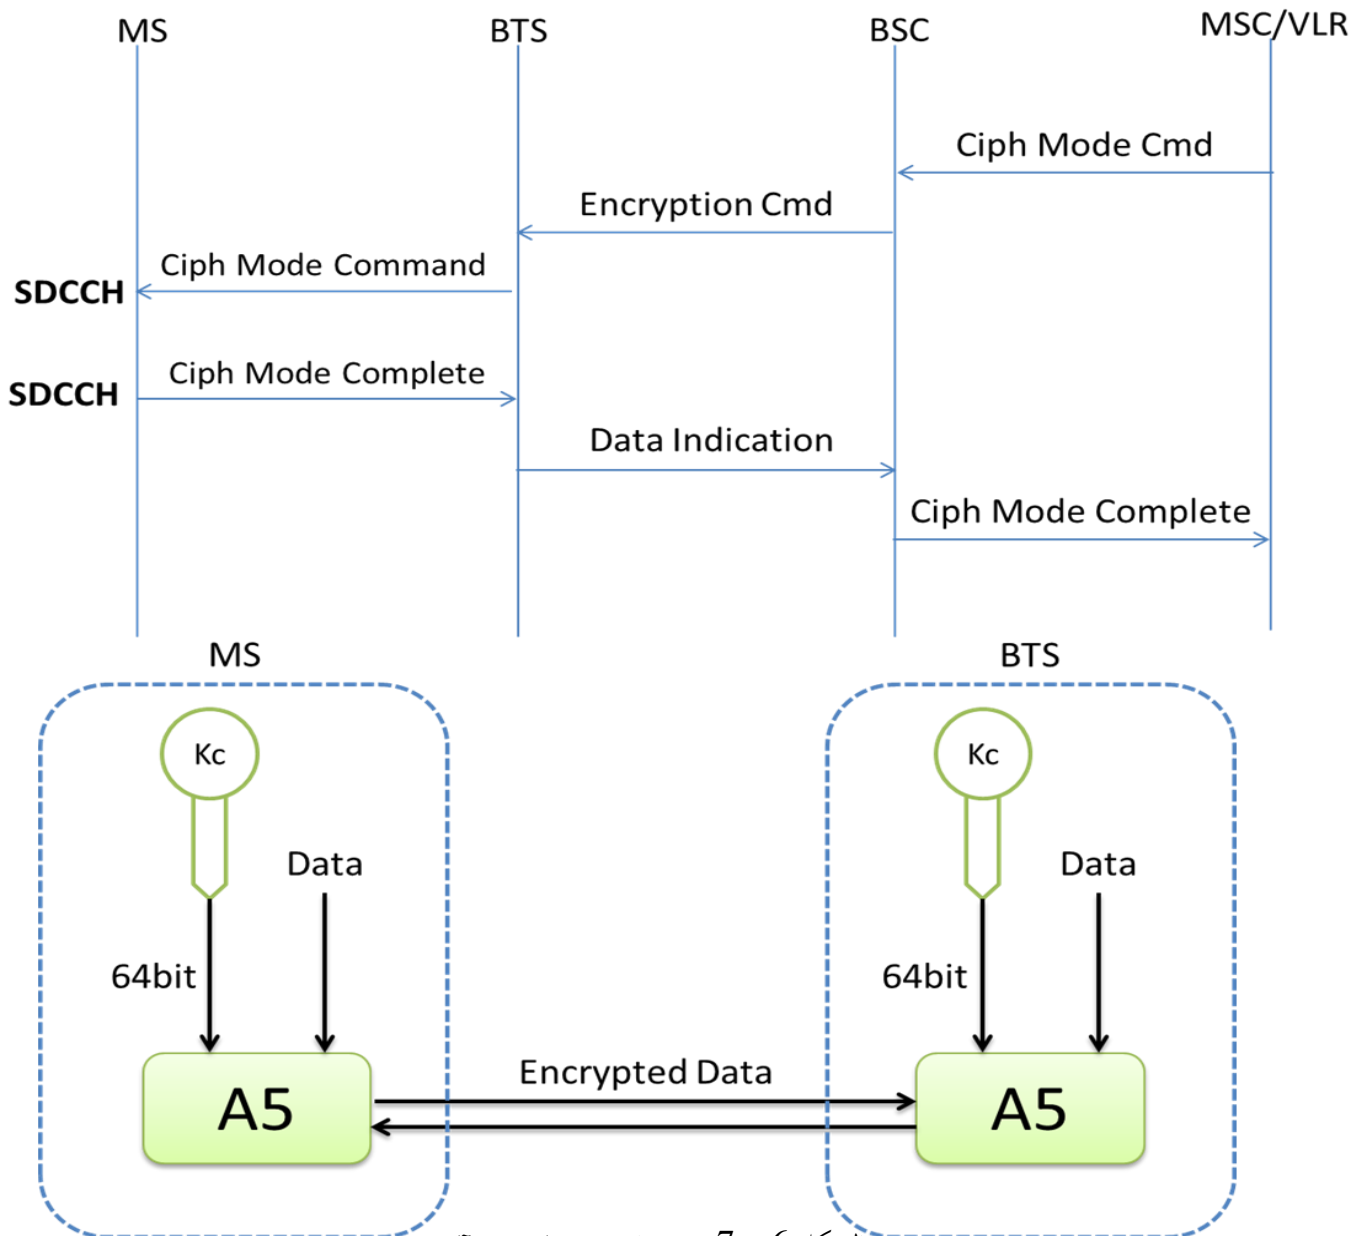 MS BTS BSC MSC/VLR
Ciph Mode Cmd
Encryption Cmd
Ciph Mode Command
SDCCH
Ciph Mode Complete
SDCCH
Data Indication
Ciph Mode Complete
MS BTS
Kc Kc
Data Data
64bit 64bit
Encrypted Data
A5 A5